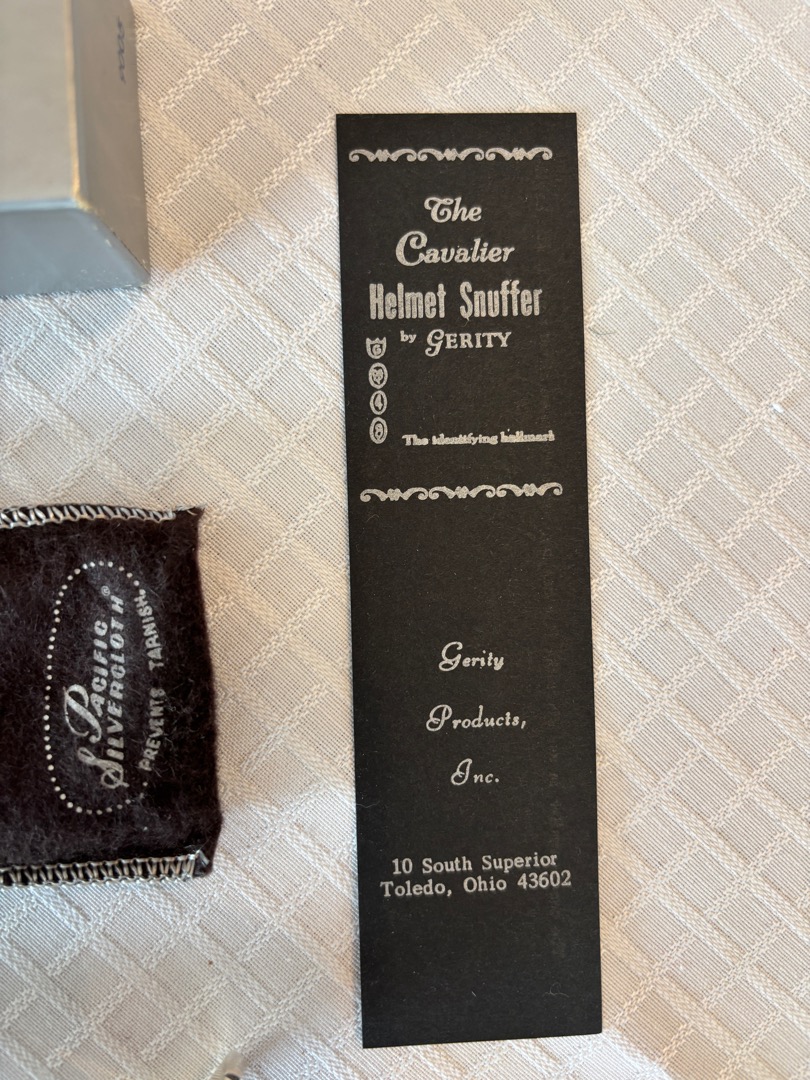 The
Cavalier
Helmet Snuffer
by GERITY
The identifying hallmark
Gerity
Products,
Inc.
10 South Superior
Toledo, Ohio 43602
PACIFIC
SILVERCLOTH®
PREVENTS TARNISH.